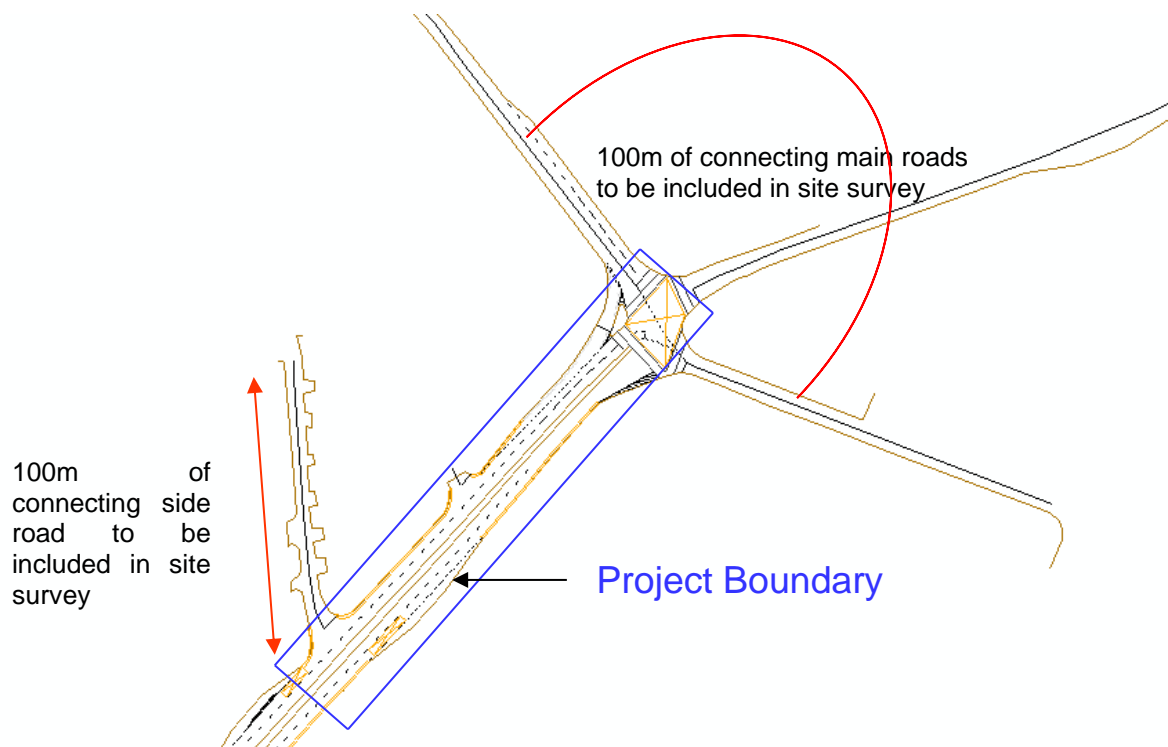 100m of connecting main roads
to be included in site survey
100m of
connecting side
road to be
included in site
survey
Project Boundary